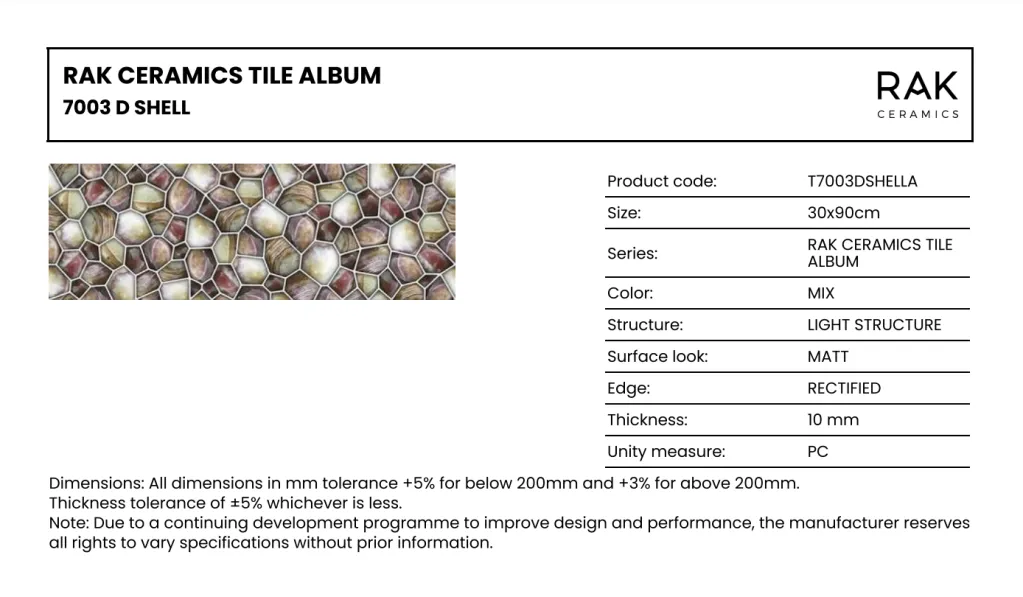 RAK CERAMICS TILE ALBUM
7003 D SHELL
RAK
CERAMICS
Product code: T7003DSHELLA
Size: 30x90cm
Series: RAK CERAMICS TILE
ALBUM
Color: MIX
Structure: LIGHT STRUCTURE
Surface look: MATT
Edge: RECTIFIED
Thickness: 10 mm
Unity measure: PC
Dimensions: All dimensions in mm tolerance +5% for below 200mm and +3% for above 200mm.
Thickness tolerance of ±5% whichever is less.
Note: Due to a continuing development programme to improve design and performance, the manufacturer reserves
all rights to vary specifications without prior information.